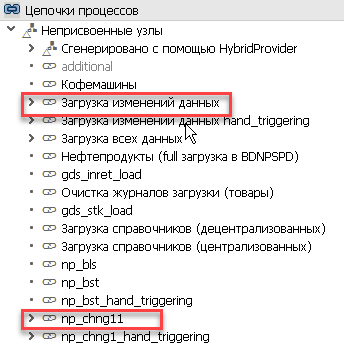 Цепочки процессов
Неприсвоенные узлы
Сгенерировано с помощью HybridProvider
additional
Кофемашины
Загрузка изменений данных
Загрузка изменений данных hand_triggering
Загрузка всех данных
Нефтепродукты (full загрузка в BDNPSPD)
gds_inret_load
Очистка журналов загрузки (товары)
gds_stk_load
Загрузка справочников (децентрализованных)
Загрузка справочников (централизованных)
np_bls
np_bst
np_bst_hand_triggering
np_chng11
np_chng1_hand_triggering